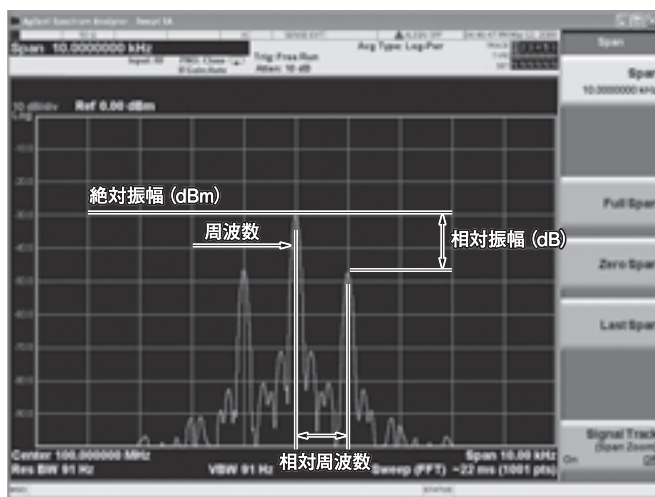 Agilent Spectrum Analyzer - Swept SA
Span 10.0000000 kHz
Avg Type: Log-Pwr
Trig: Free Run
Atten: 10 dB
Span
Span
10.0000000 kHz
10 dB/div Ref 0.00 dBm
Log
絶対振幅 (dBm)
周波数
相対振幅 (dB)
Full Span
Zero Span
Last Span
相対周波数
Center 100.000000 MHz
Span 10.00 kHz
Res BW 91 Hz
VBW 91 Hz
Sweep (FFT) ~22 ms (1001 pts)
Signal Track
(Span Zoom)
On